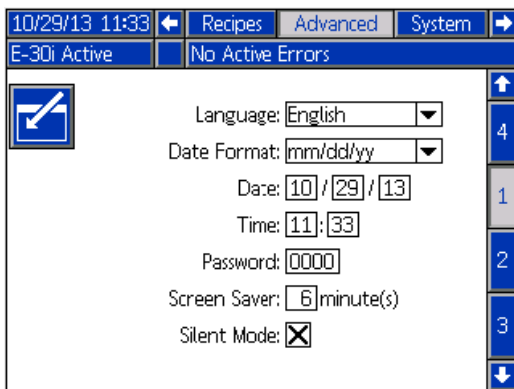 10/29/13 11:33 Recipes Advanced System
E-30i Active No Active Errors
Language: English
4
Date Format: mm/dd/yy
Date: 10 / 29 / 13
1
Time: 11 : 33
Password: 0000
2
Screen Saver: 6 minute(s)
3
Silent Mode: